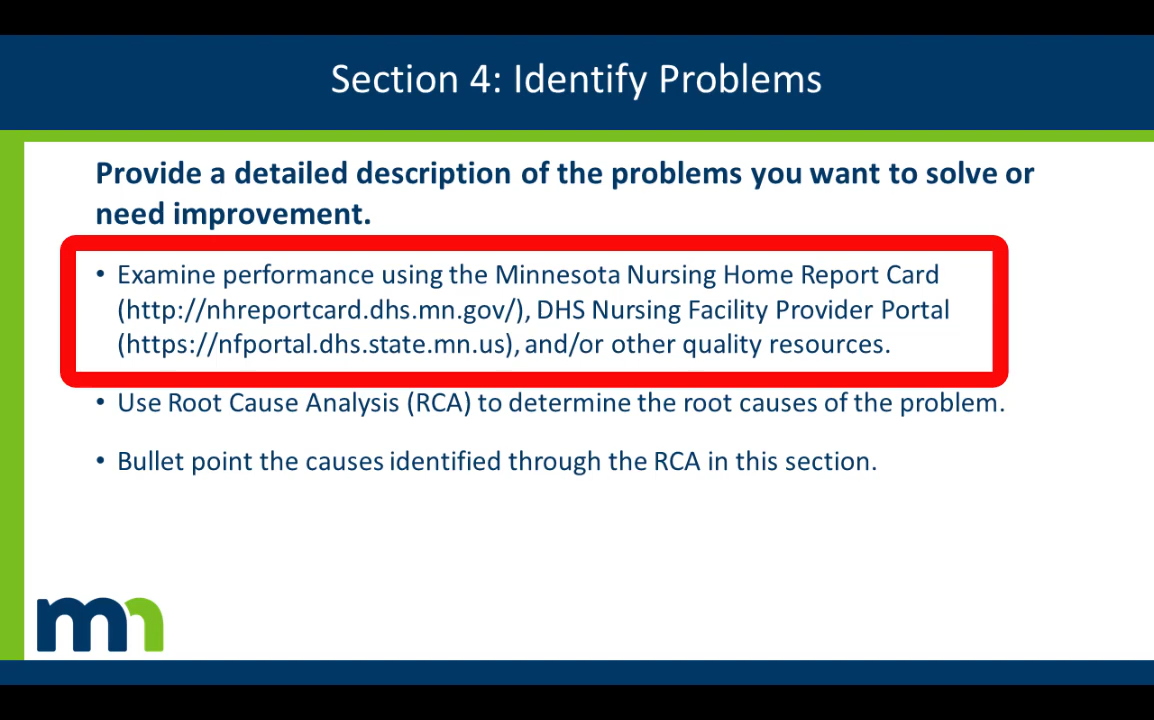 Section 4: Identify Problems
Provide a detailed description of the problems you want to solve or
need improvement.
• Examine performance using the Minnesota Nursing Home Report Card
(http://nhreportcard.dhs.mn.gov/), DHS Nursing Facility Provider Portal
(https://nfportal.dhs.state.mn.us), and/or other quality resources.
• Use Root Cause Analysis (RCA) to determine the root causes of the problem.
• Bullet point the causes identified through the RCA in this section.
mn